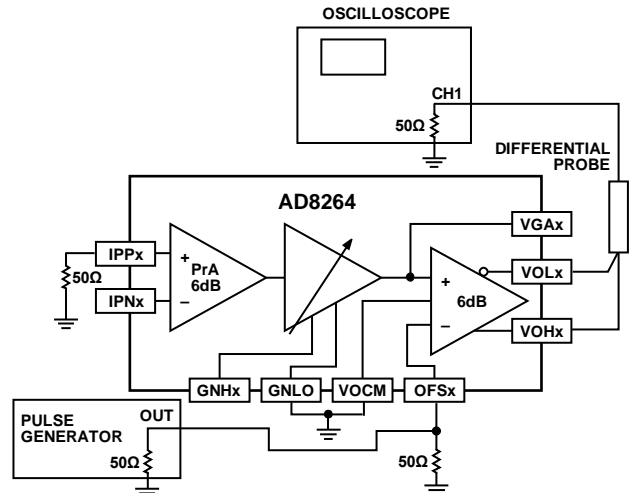 OSCILLOSCOPE
CH1
50Ω
DIFFERENTIAL
PROBE
AD8264
VGAx
IPPx
+
PrA
6dB
–
50Ω
IPNx
+
6dB
–
VOLx
VOHx
GNHx
GNLO
VOCM
OFSx
PULSE
GENERATOR
OUT
50Ω
50Ω